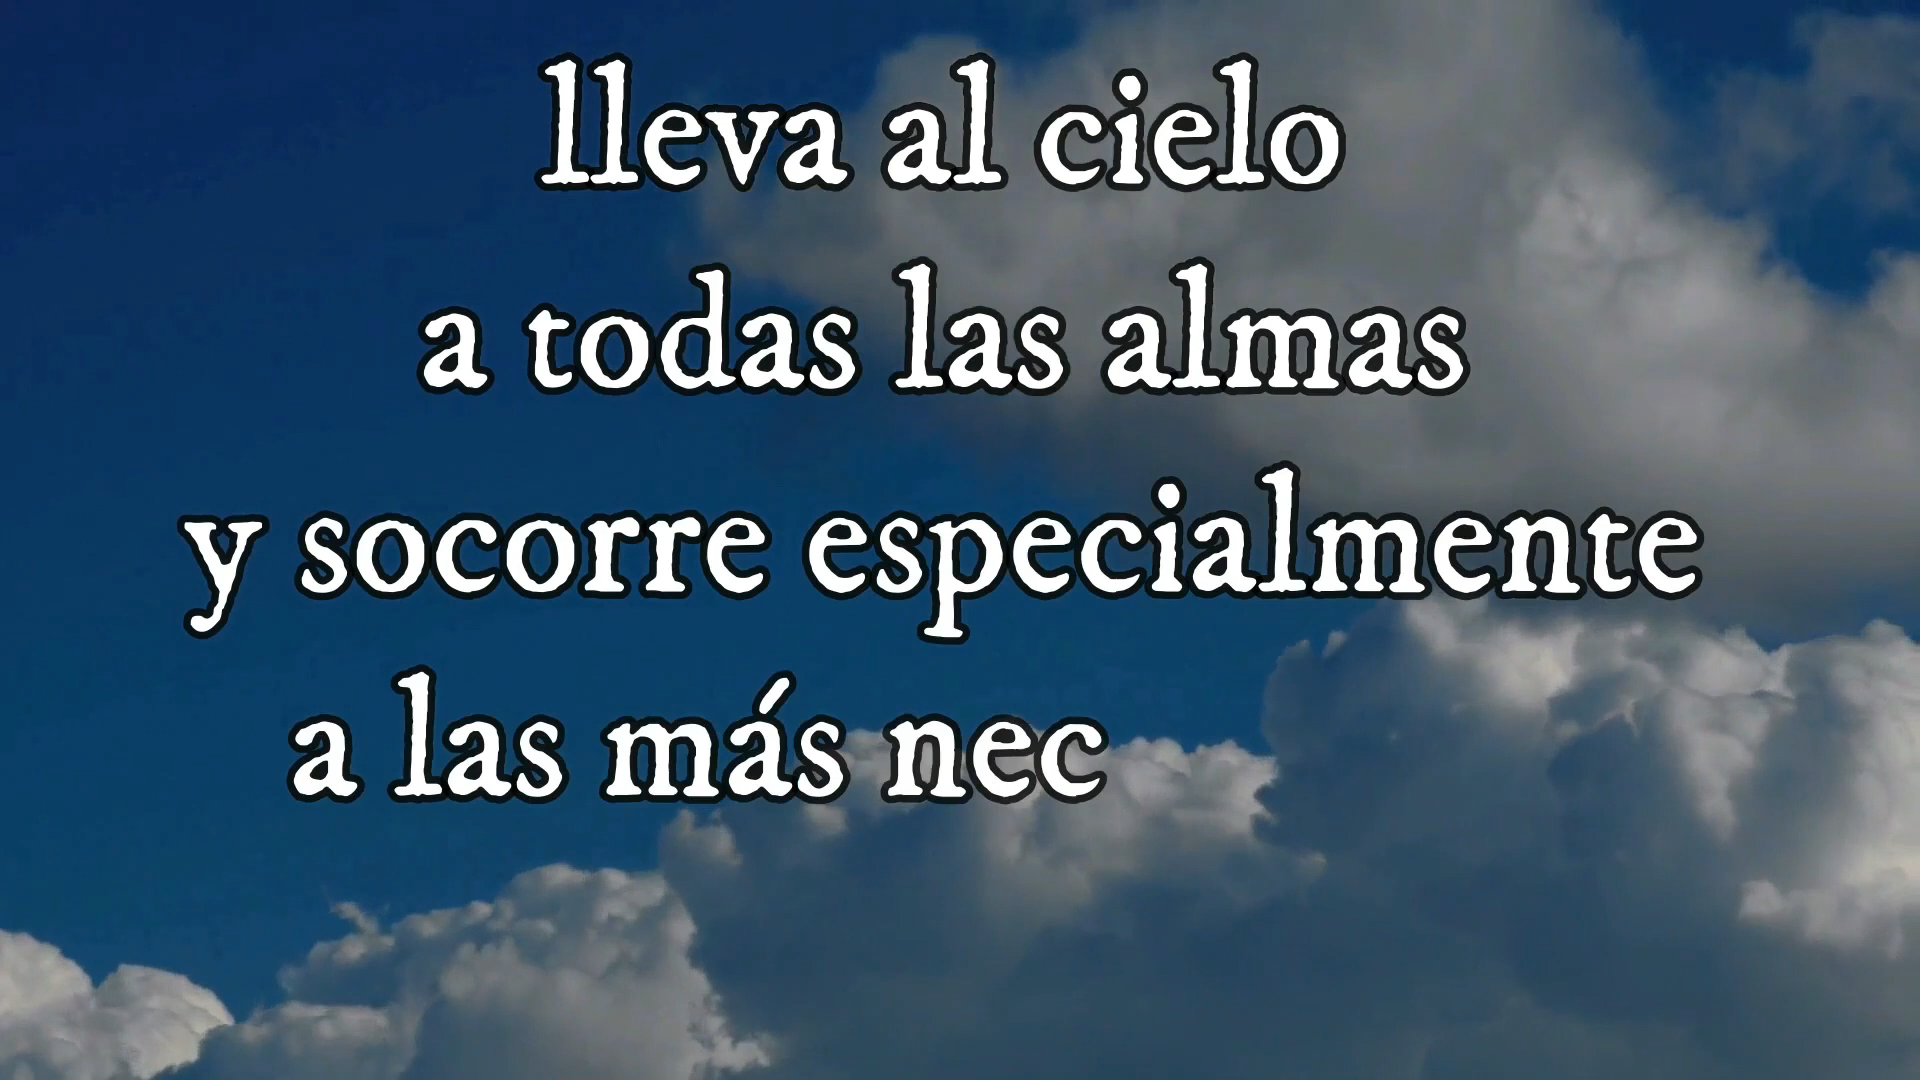 lleva al cielo
a todas las almas
y socorre especialmente
a las más nec